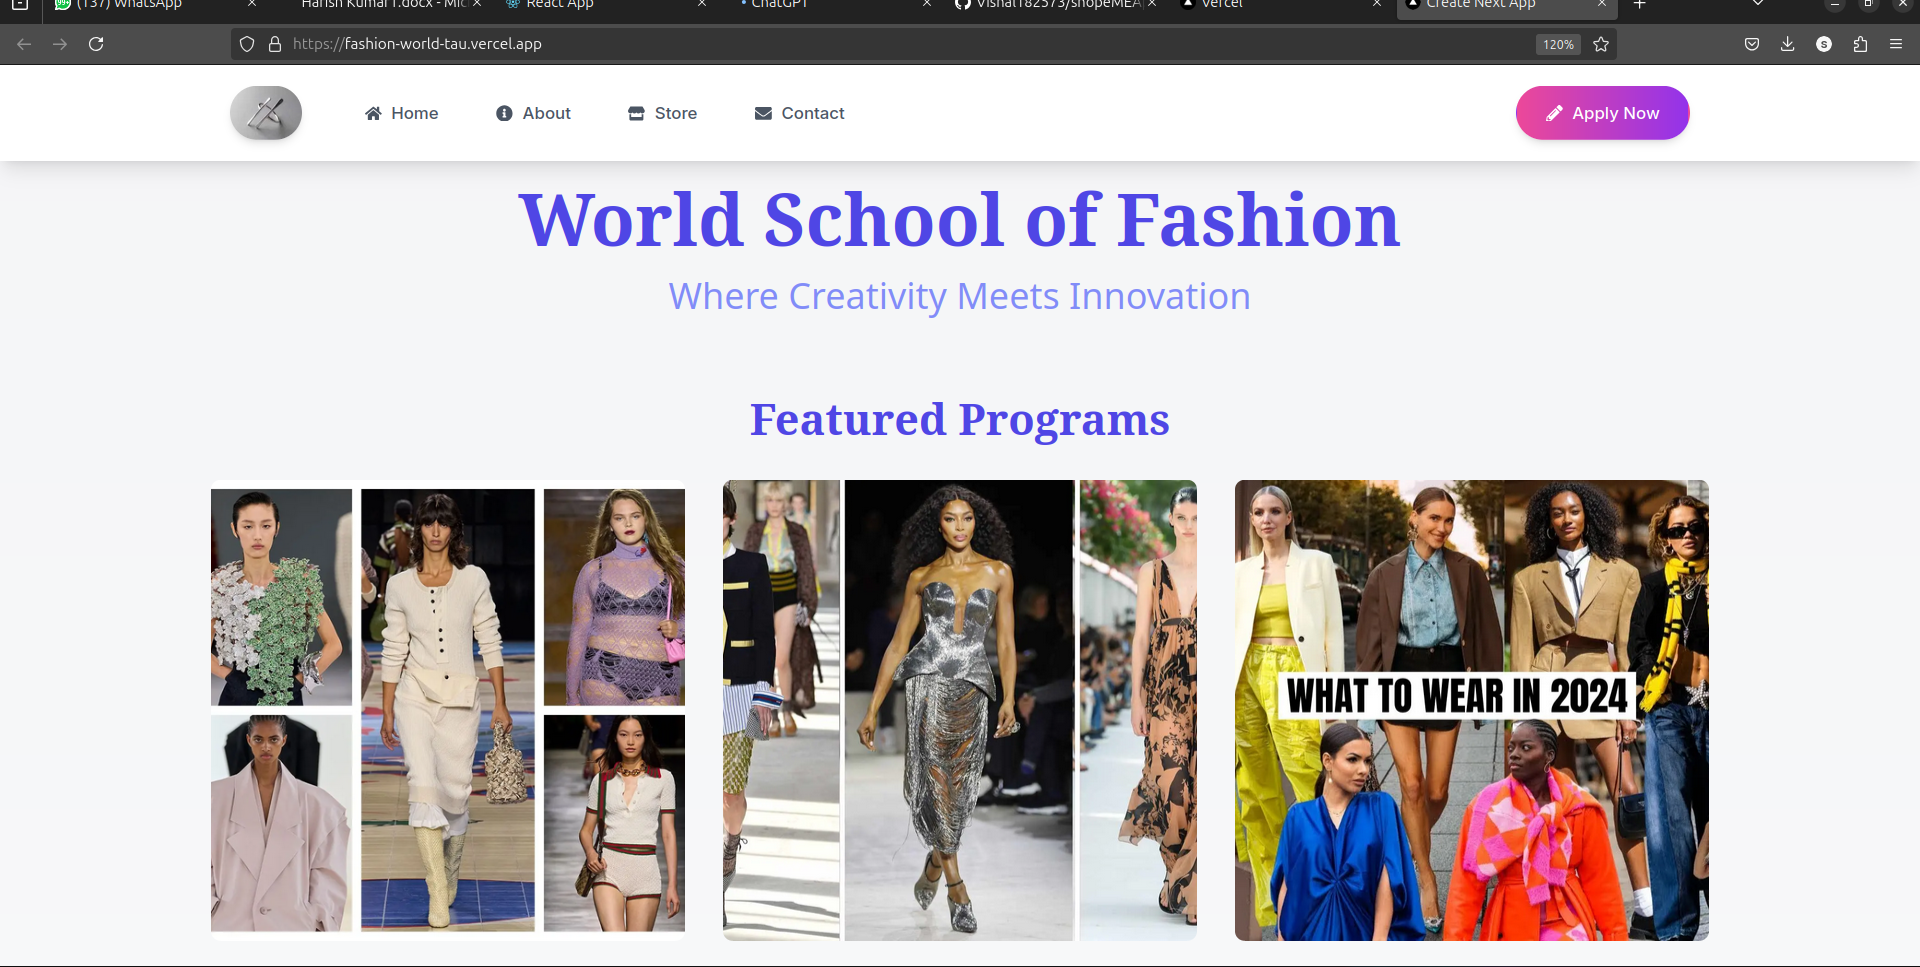 (137) WhatsApp
Harish Kumar T.docx - Mic
React App
ChatGPT
Vishal182573/shopeMEA
Vercel
Create Next App
https://fashion-world-tau.vercel.app
120%
S
Home
About
Store
Contact
Apply Now
World School of Fashion
Where Creativity Meets Innovation
Featured Programs
WHAT TO WEAR IN 2024